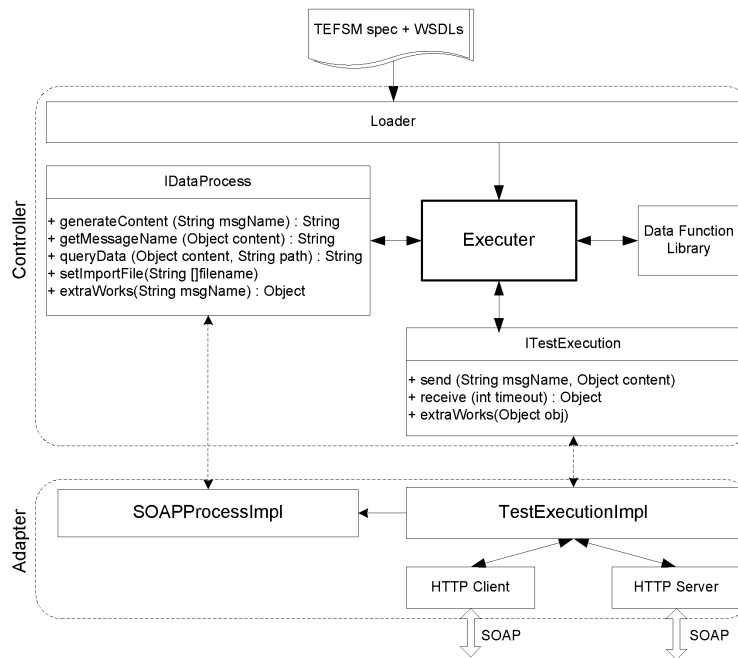 TEFSM spec + WSDLs
Controller
Loader
IDataProcess
+ generateContent (String msgName) : String
+ getMessageName (Object content) : String
+ queryData (Object content, String path) : String
+ setImportFile(String []filename)
+ extraWorks(String msgName) : Object
Executer
Data Function
Library
ITestExecution
+ send (String msgName, Object content)
+ receive (int timeout) : Object
+ extraWorks(Object obj)
Adapter
SOAPProcessImpl
TestExecutionImpl
HTTP Client
HTTP Server
SOAP
SOAP